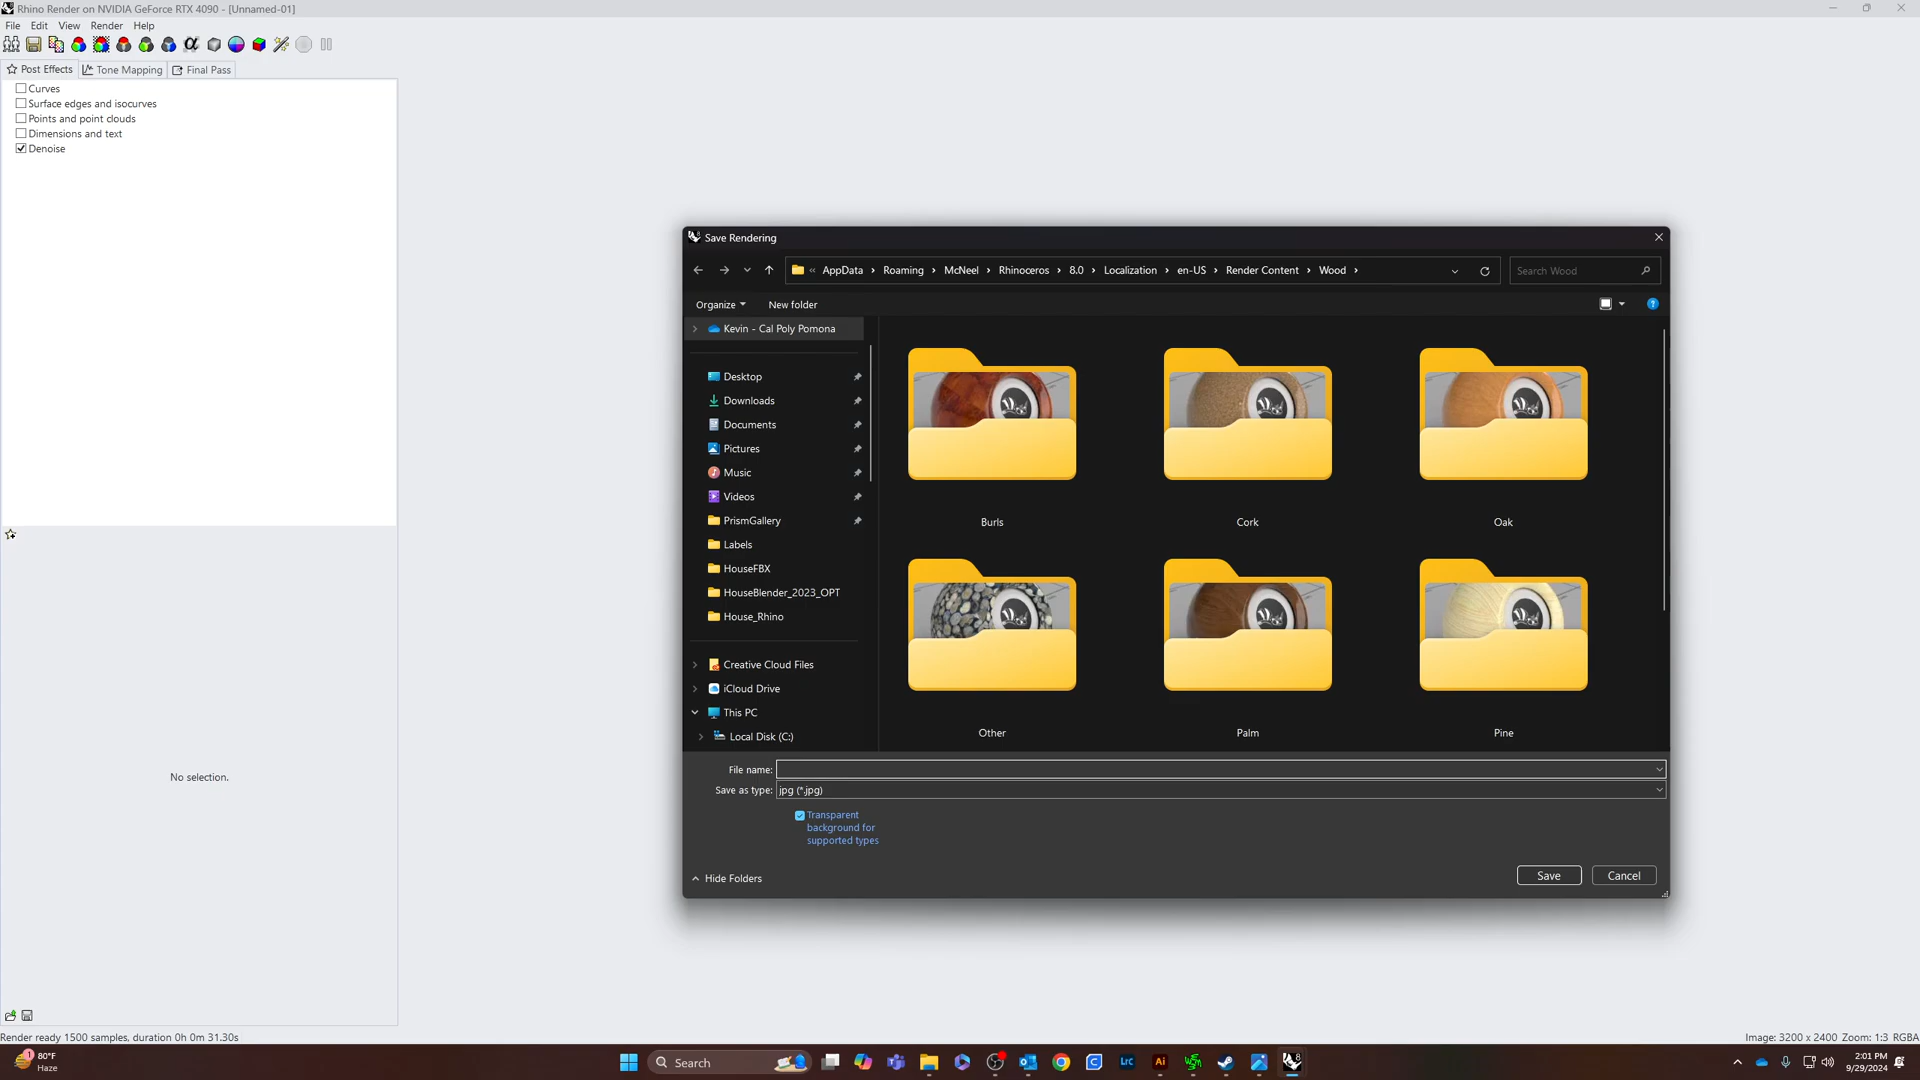 Rhino Render on NVIDIA GeForce RTX 4090 - [Unnamed-01]
File Edit View Render Help
Post Effects Tone Mapping Final Pass
Curves
Surface edges and isocurves
Points and point clouds
Dimensions and text
Denoise
No selection.
Save Rendering
« AppData › Roaming › McNeel › Rhinoceros › 8.0 › Localization › en-US › Render Content › Wood ›
Search Wood
Organize New folder
Kevin - Cal Poly Pomona
Desktop
Downloads
Documents
Pictures
Music
Videos
PrismGallery
Labels
HouseFBX
HouseBlender_2023_OPT
House_Rhino
Creative Cloud Files
iCloud Drive
This PC
Local Disk (C:)
Burls Cork Oak
Other Palm Pine
File name:
Save as type: jpg (*.jpg)
Transparent
background for
supported types
Hide Folders
Save Cancel
Render ready 1500 samples, duration 0h 0m 31.30s
Image: 3200 x 2400 Zoom: 1:3 RGBA
1
80°F
Haze
Search
Lrc
Ai
8
2:01 PM
9/29/2024